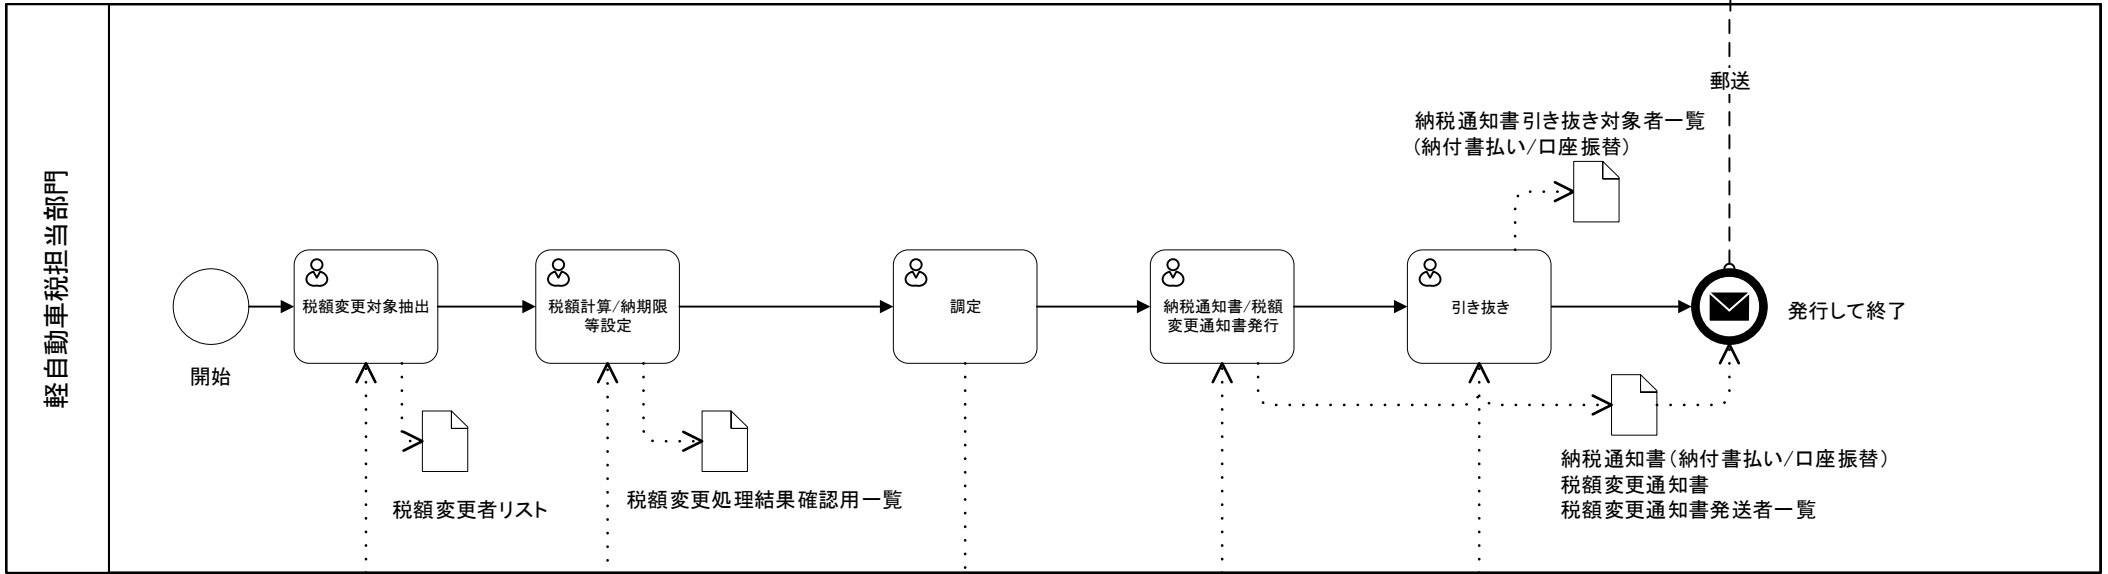 軽自動車税担当部門
郵送
納税通知書引き抜き対象者一覧
(納付書払い/口座振替)
税額変更対象抽出
税額計算/納期限
等設定
調定
納税通知書/税額
変更通知書発行
引き抜き
発行して終了
開始
税額変更者リスト
税額変更処理結果確認用一覧
納税通知書(納付書払い/口座振替)
税額変更通知書
税額変更通知書発送者一覧